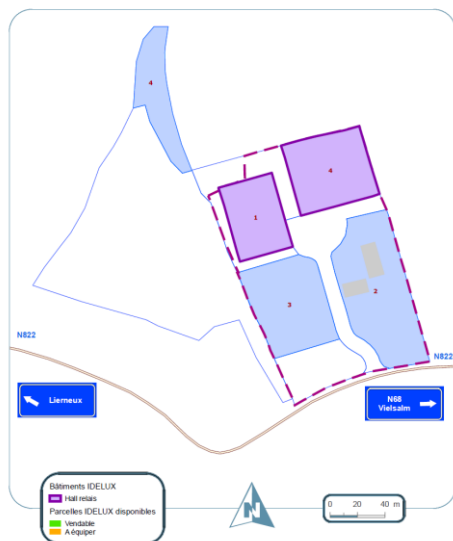 4
4
1
3
2
N822
N822
Lierneux
N68
Vielsalm
Bâtiments IDELUX
Hall relais
Parcelles IDELUX disponibles
Vendable
A équiper
N
0 20 40 m